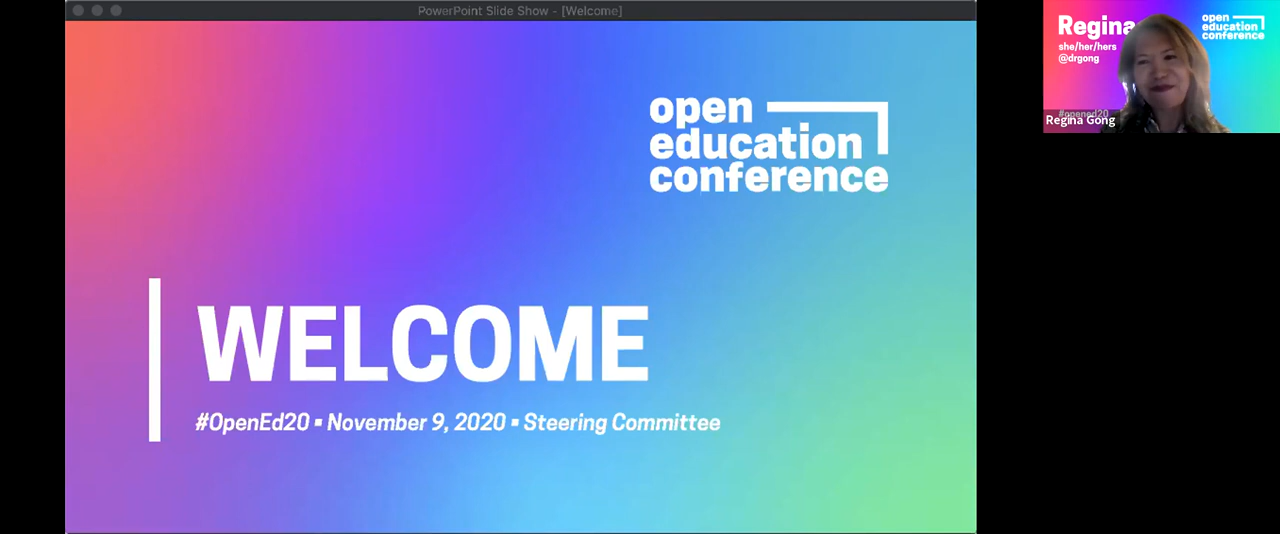 PowerPoint Slide Show - [Welcome]
open
education
conference
WELCOME
#OpenEd20 ▪ November 9, 2020 ▪ Steering Committee
Regina
she/her/hers
@drgong
open
education
conference
#opened20
Regina Gong